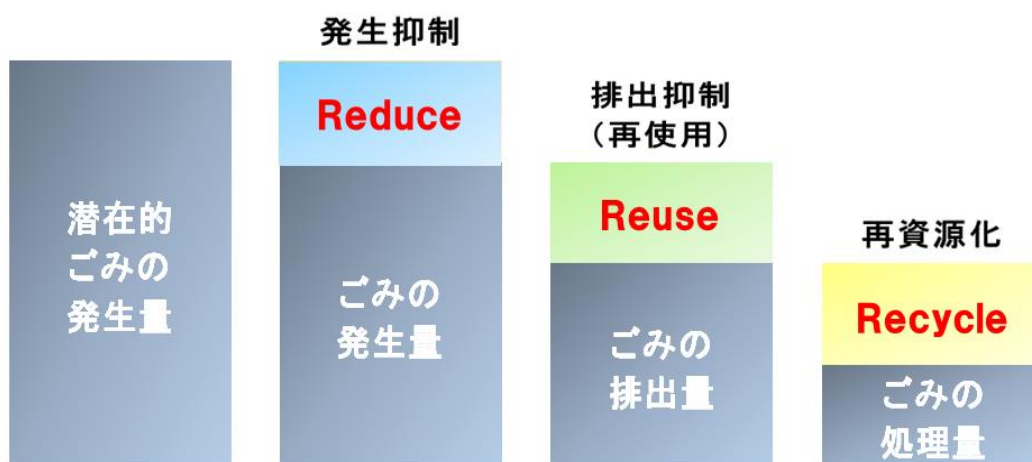 潜在的
ごみの
発生量
発生抑制
Reduce
ごみの
発生量
排出抑制
（再使用）
Reuse
ごみの
排出量
再資源化
Recycle
ごみの
処理量